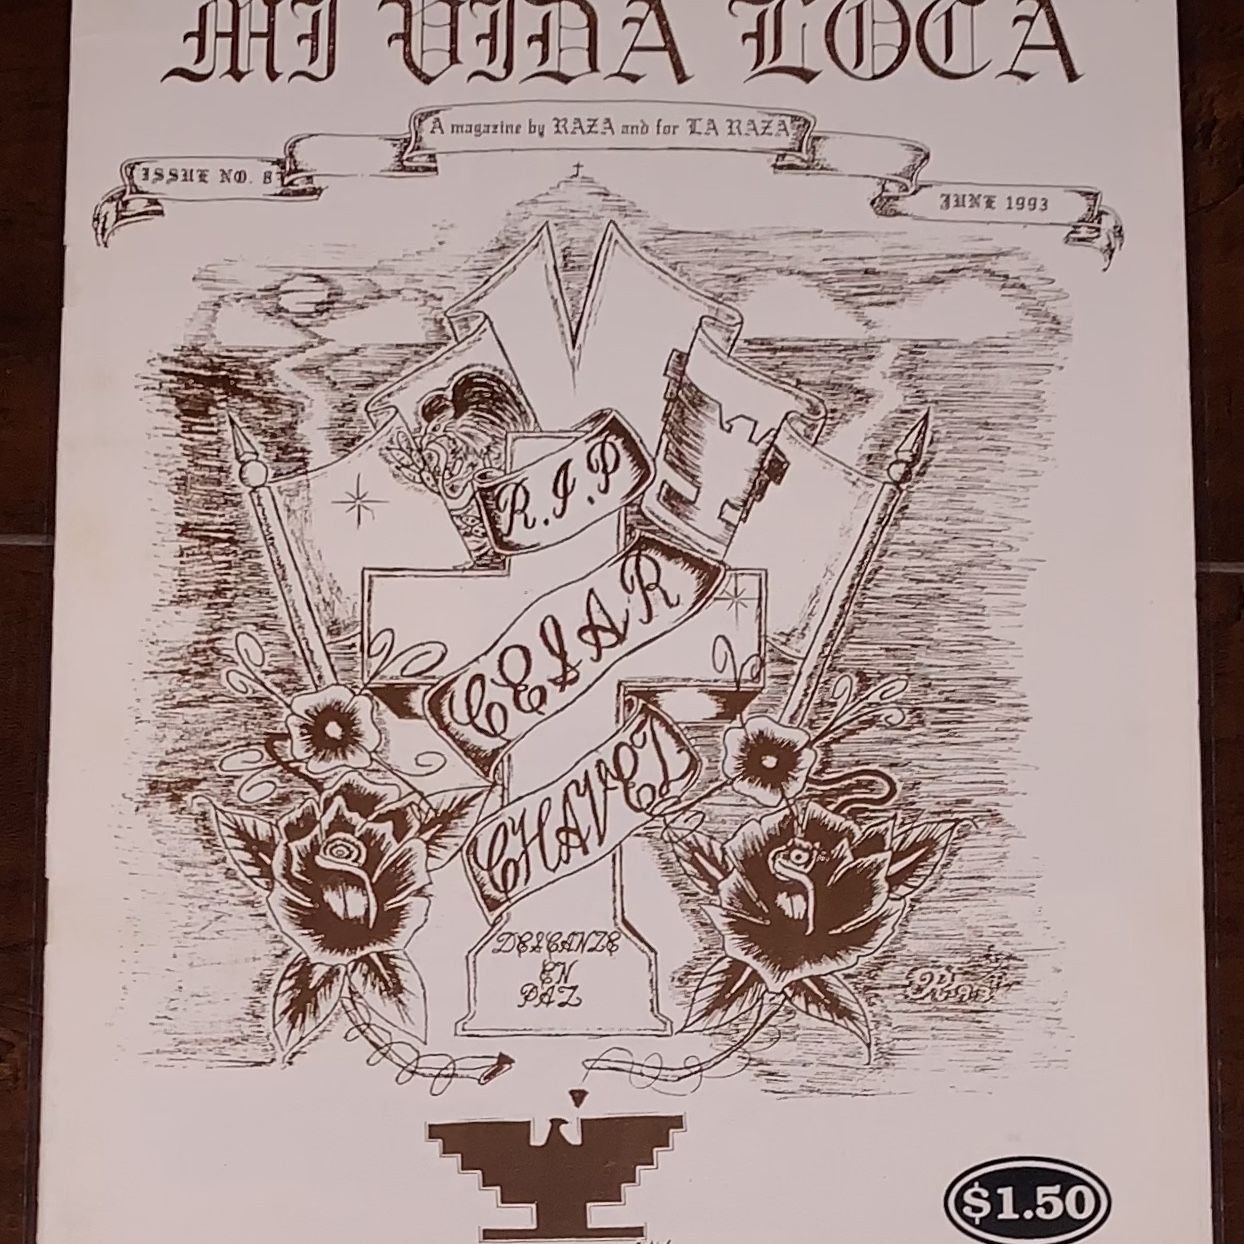 MI VIDA LOCA
A magazine by RAZA and for LA RAZA
ISSUE NO. 8
JUNE 1993
R.I.P
CESAR
CHAVEZ
DESCANZE
EN
PAZ
$1.50